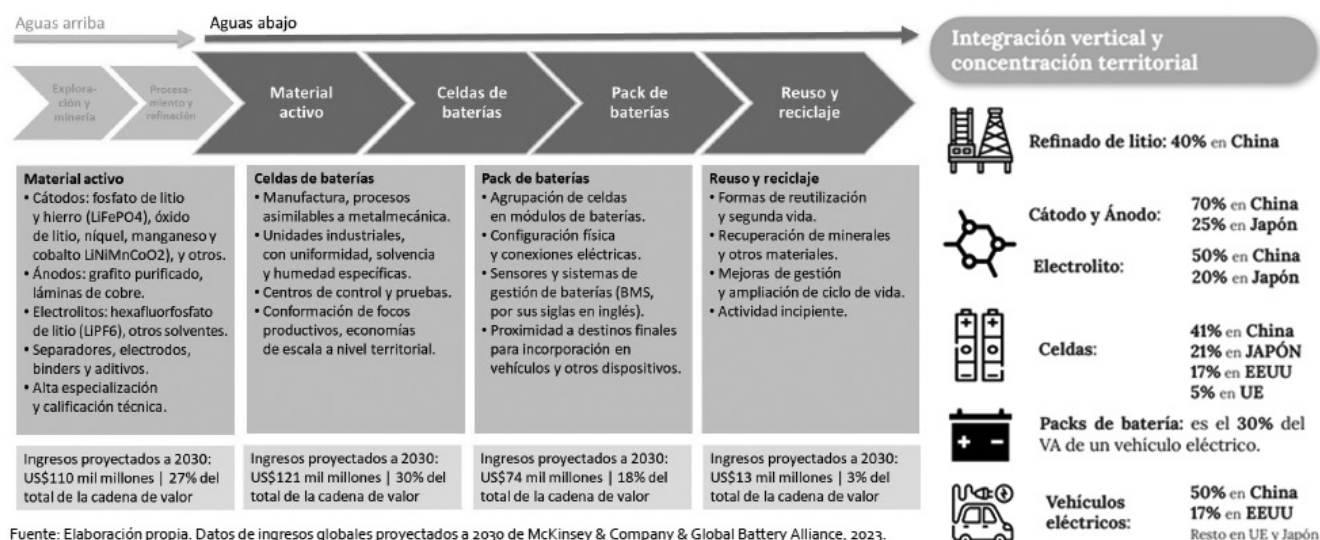 Aguas arriba
Aguas abajo
Explora-
ción y
minería
Procesa-
miento y
refinación
Material
activo
Celdas de
baterías
Pack de
baterías
Reuso y
reciclaje
Material activo
• Cátodos: fosfato de litio
y hierro (LiFePO4), óxido
de litio, níquel, manganeso y
cobalto LiNiMnCoO2), y otros.
• Ánodos: grafito purificado,
láminas de cobre.
• Electrolitos: hexafluorfosfato
de litio (LiPF6), otros solventes.
• Separadores, electrodos,
binders y aditivos.
• Alta especialización
y calificación técnica.
Ingresos proyectados a 2030:
US$110 mil millones | 27% del
total de la cadena de valor
Celdas de baterías
• Manufactura, procesos
asimilables a metalmecánica.
• Unidades industriales,
con uniformidad, solvencia
y humedad específicas.
• Centros de control y pruebas.
• Conformación de focos
productivos, economías
de escala a nivel territorial.
Ingresos proyectados a 2030:
US$121 mil millones | 30% del
total de la cadena de valor
Pack de baterías
• Agrupación de celdas
en módulos de baterías.
• Configuración física
y conexiones eléctricas.
• Sensores y sistemas de
gestión de baterías (BMS,
por sus siglas en inglés).
• Proximidad a destinos finales
para incorporación en
vehículos y otros dispositivos.
Ingresos proyectados a 2030:
US$74 mil millones | 18% del
total de la cadena de valor
Reuso y reciclaje
• Formas de reutilización
y segunda vida.
• Recuperación de minerales
y otros materiales.
• Mejoras de gestión
y ampliación de ciclo de vida.
• Actividad incipiente.
Ingresos proyectados a 2030:
US$13 mil millones | 3% del
total de la cadena de valor
Fuente: Elaboración propia. Datos de ingresos globales proyectados a 2030 de McKinsey & Company & Global Battery Alliance, 2023.
Integración vertical y
concentración territorial
Refinado de litio: 40% en China
Cátodo y Ánodo:
70% en China
25% en Japón
Electrolito:
50% en China
20% en Japón
Celdas:
41% en China
21% en JAPÓN
17% en EEUU
5% en UE
Packs de batería: es el 30% del
VA de un vehículo eléctrico.
Vehículos
eléctricos:
50% en China
17% en EEUU
Resto en UE y Japón